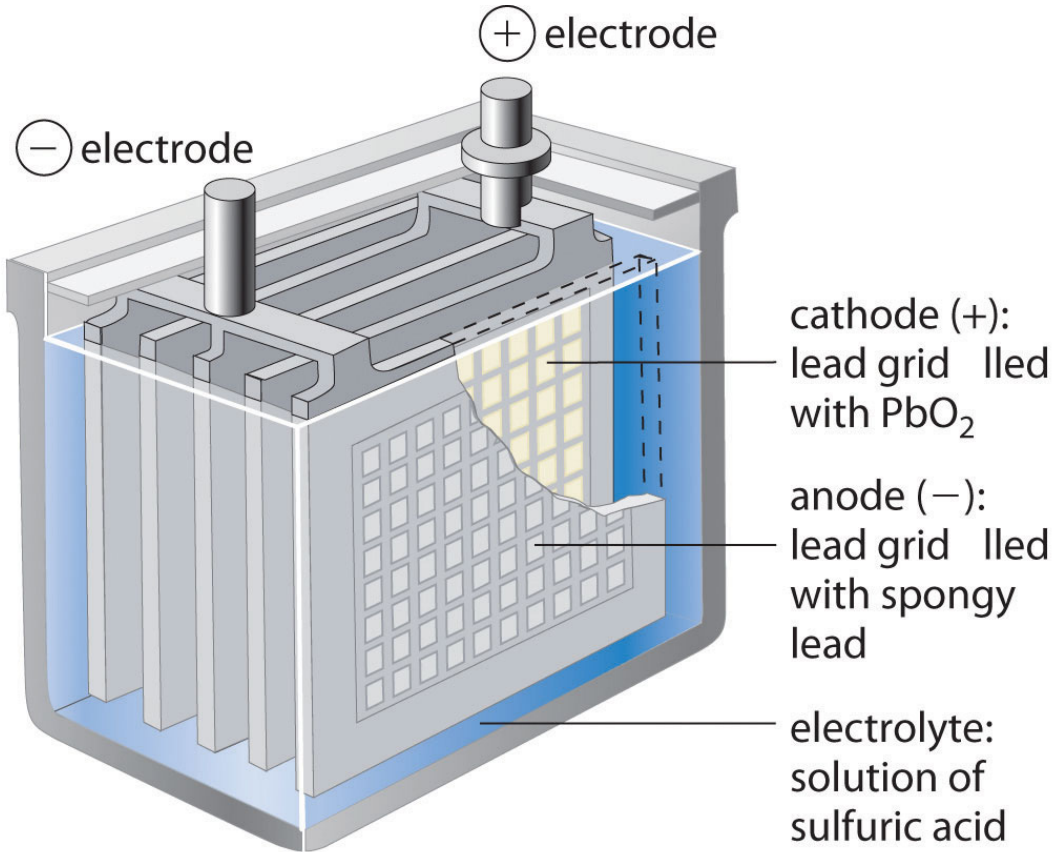 + electrode
− electrode
cathode (+):
lead grid lled
with PbO₂
anode (−):
lead grid lled
with spongy
lead
electrolyte:
solution of
sulfuric acid